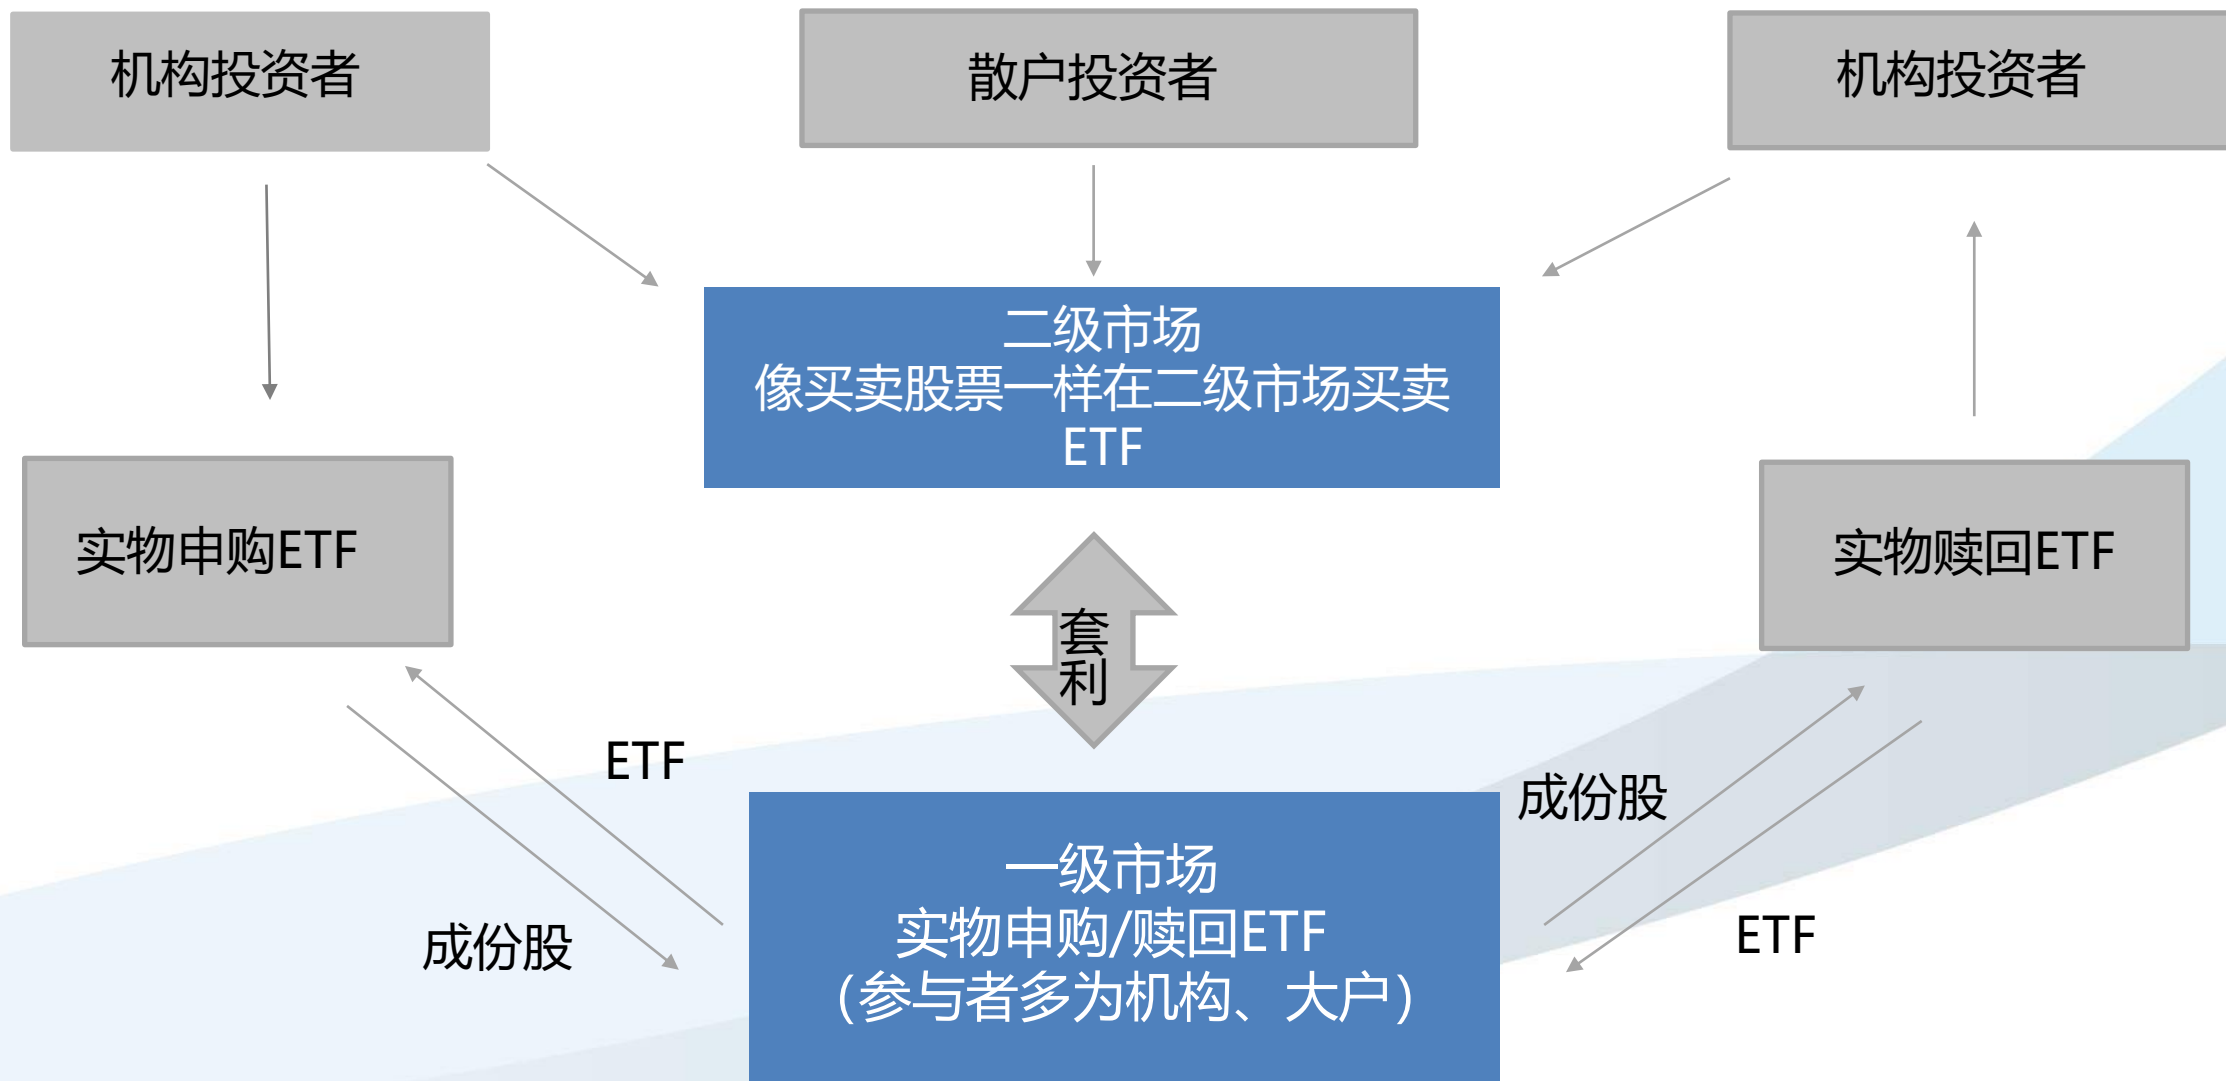 机构投资者
散户投资者
机构投资者
二级市场
像买卖股票一样在二级市场买卖
ETF
实物申购ETF
实物赎回ETF
套
利
ETF
成份股
成份股
ETF
一级市场
实物申购/赎回ETF
（参与者多为机构、大户）